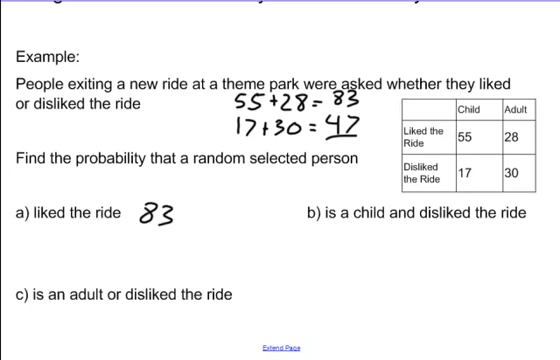 Example:
People exiting a new ride at a theme park were asked whether they liked
or disliked the ride
55+28=83
17+30=47
Child Adult
Liked the Ride 55 28
Disliked the Ride 17 30
Find the probability that a random selected person
a) liked the ride 83
b) is a child and disliked the ride
c) is an adult or disliked the ride
Extend Page